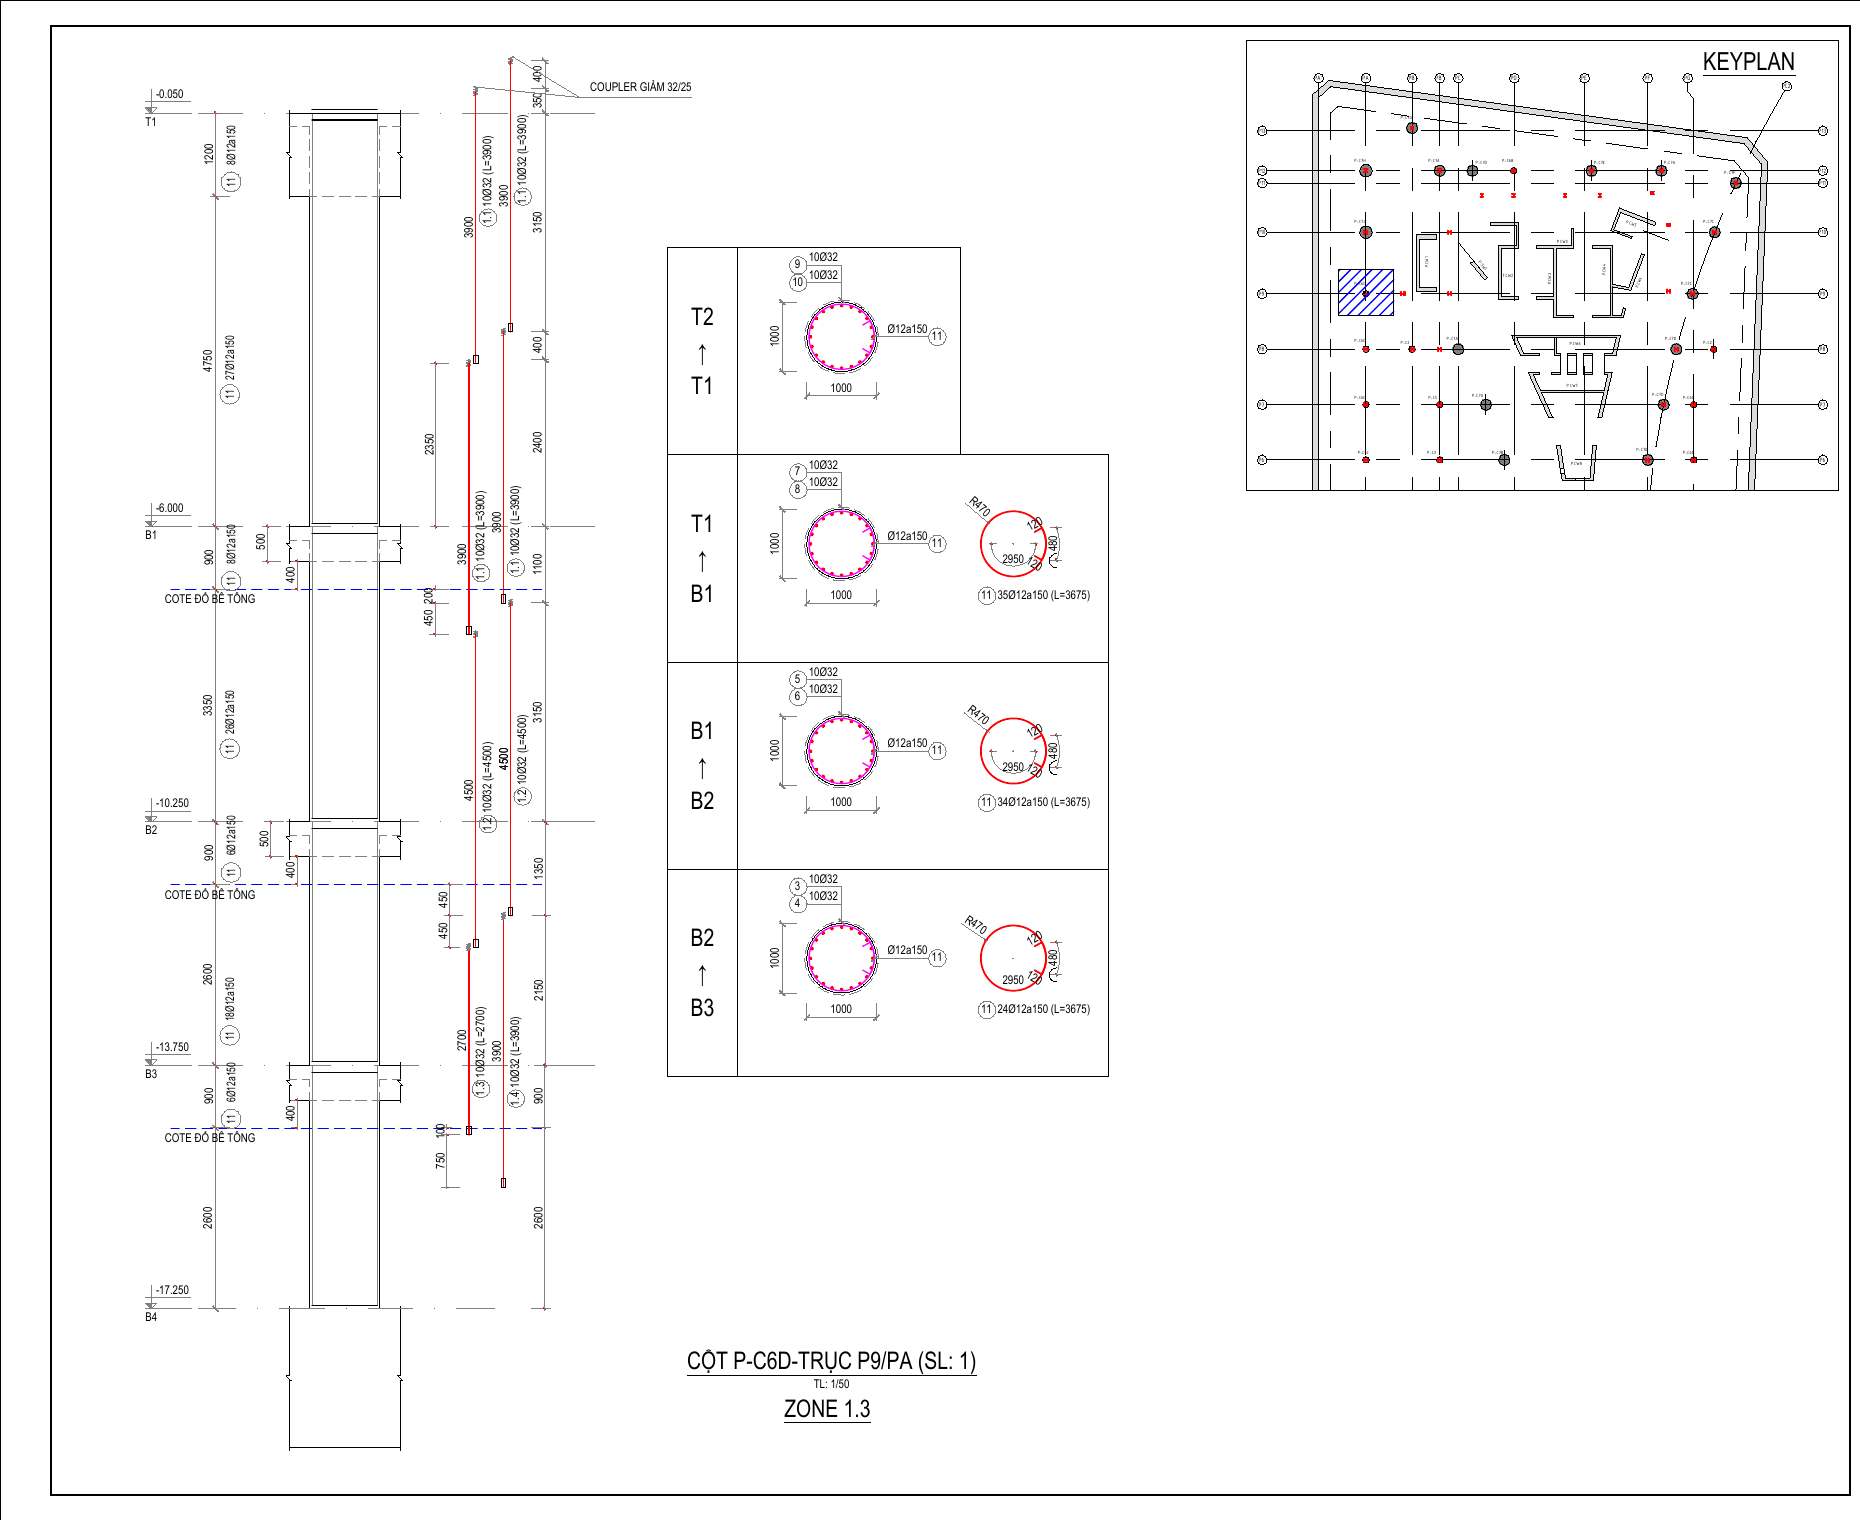 -0.050
T1
1200
8Ø12a150
11
4750
27Ø12a150
11
-6.000
B1
900
8Ø12a150
11
500
400
COTE ĐỔ BÊ TÔNG
3350
26Ø12a150
11
-10.250
B2
900
6Ø12a150
11
500
400
COTE ĐỔ BÊ TÔNG
2600
18Ø12a150
11
-13.750
B3
900
6Ø12a150
11
400
COTE ĐỔ BÊ TÔNG
2600
-17.250
B4
COUPLER GIẢM 32/25
400
350
3900
1.1 10Ø32 (L=3900)
3900
1.1 10Ø32 (L=3900)
3150
400
2350
2400
3900
1.1 10Ø32 (L=3900)
3900
1.1 10Ø32 (L=3900)
1100
200
450
4500
1.2 10Ø32 (L=4500)
4500
1.2 10Ø32 (L=4500)
3150
1350
450
450
2700
1.3 10Ø32 (L=2700)
3900
1.4 10Ø32 (L=3900)
2150
900
100
750
2600
T2
T1
9 10Ø32
10 10Ø32
1000
Ø12a150 11
1000
T1
B1
7 10Ø32
8 10Ø32
1000
Ø12a150 11
1000
R470
120
2950
480
120
11 35Ø12a150 (L=3675)
B1
B2
5 10Ø32
6 10Ø32
1000
Ø12a150 11
1000
R470
120
2950
480
120
11 34Ø12a150 (L=3675)
B2
B3
3 10Ø32
4 10Ø32
1000
Ø12a150 11
1000
R470
120
2950
480
120
11 24Ø12a150 (L=3675)
CỘT P-C6D-TRỤC P9/PA (SL: 1)
TL: 1/50
ZONE 1.3
KEYPLAN